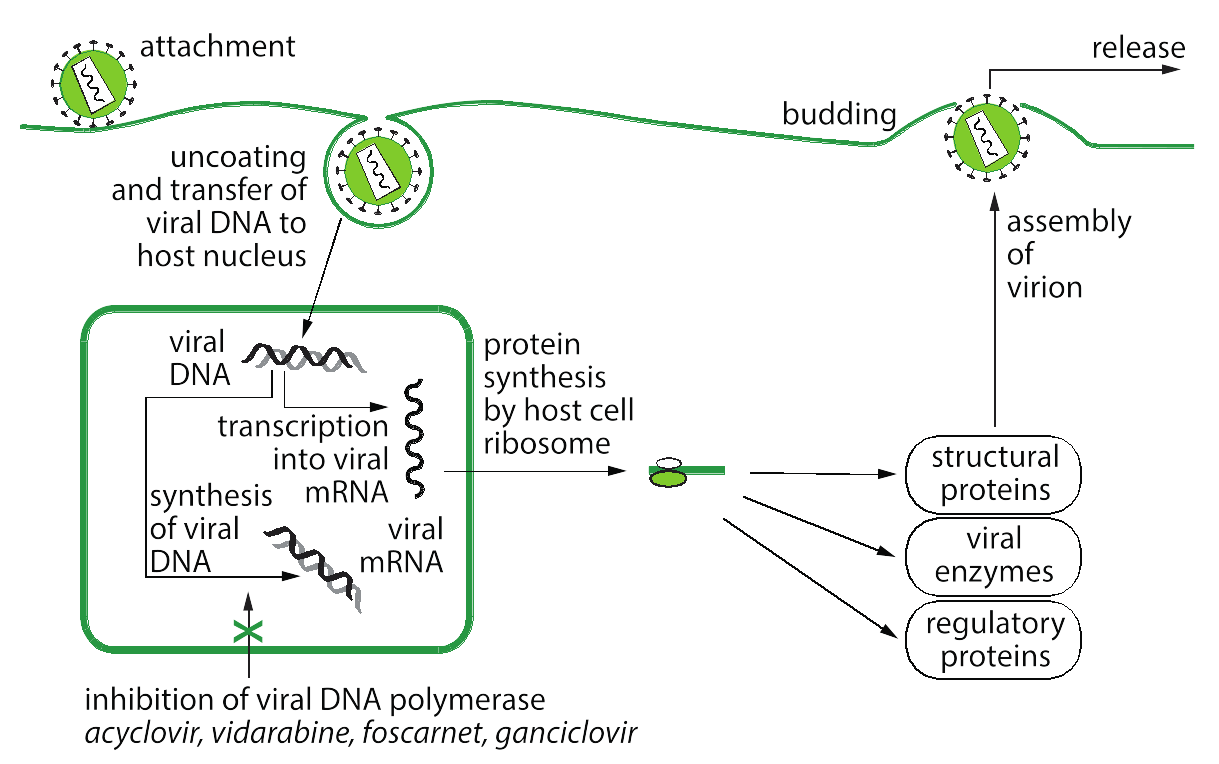 attachment
release
budding
uncoating
and transfer of
viral DNA to
host nucleus
assembly
of
virion
viral
DNA
protein
synthesis
by host cell
ribosome
transcription
into viral
mRNA
structural
proteins
synthesis
of viral
DNA
viral
mRNA
viral
enzymes
regulatory
proteins
inhibition of viral DNA polymerase
acyclovir, vidarabine, foscarnet, ganciclovir